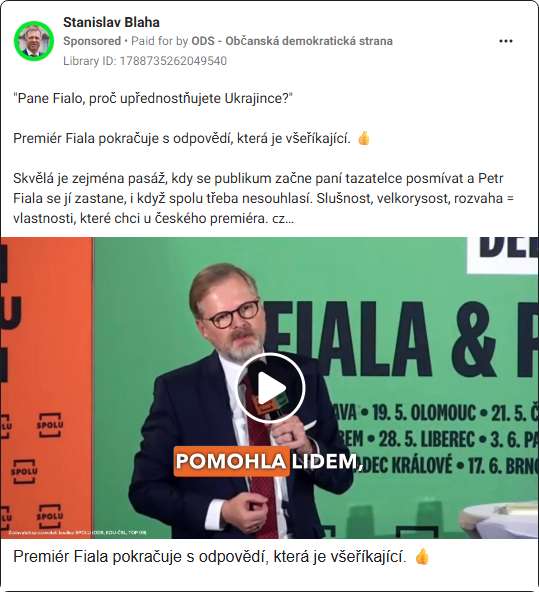 Stanislav Blaha
Sponsored • Paid for by ODS - Občanská demokratická strana
Library ID: 1788735262049540
"Pane Fialo, proč upřednostňujete Ukrajince?"
Premiér Fiala pokračuje s odpovědí, která je všeříkající. 👍
Skvělá je zejména pasáž, kdy se publikum začne paní tazatelce
posmívat a Petr
Fiala se jí zastane, i když spolu třeba nesouhlasí. Slušnost, velkorysost, rozvaha =
vlastnosti, které chci u českého premiéra. cz...
DEB
U
FIALA & P
AVA • 19. 5. OLOMOUC • 21. 5. Č
EM • 28. 5. LIBEREC • 3. 6. PA
DEC KRÁLOVÉ • 17. 6. BRN
SPOLU
SPOLU
SPOLU
SPOLU
POMOHLA LIDEM,
Premiér Fiala pokračuje s odpovědí, která je všeříkající. 👍